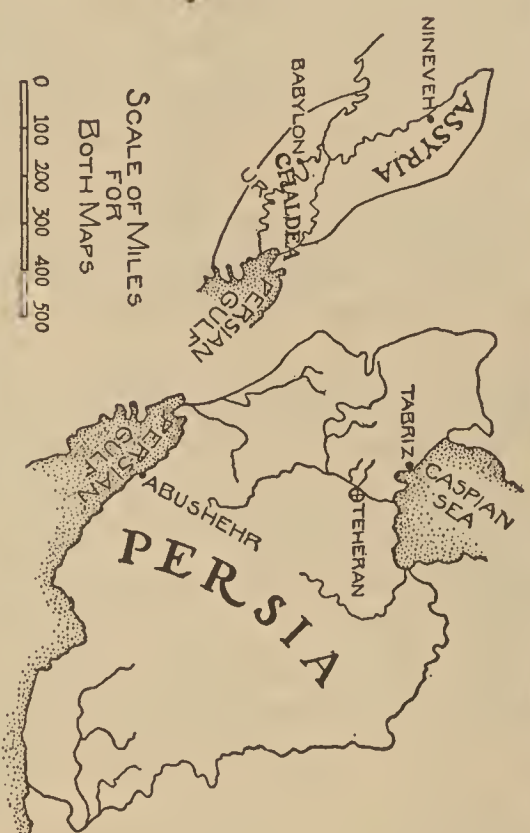 NINEVEH
ASSYRIA
BABYLON
CHALDEA
UR
PERSIAN
GULF
SCALE OF MILES
FOR
BOTH MAPS
0 100 200 300 400 500
CASPIAN
SEA
TABRIZ
TEHERAN
ABUSHEHR
PERSIAN
GULF
PERSIA